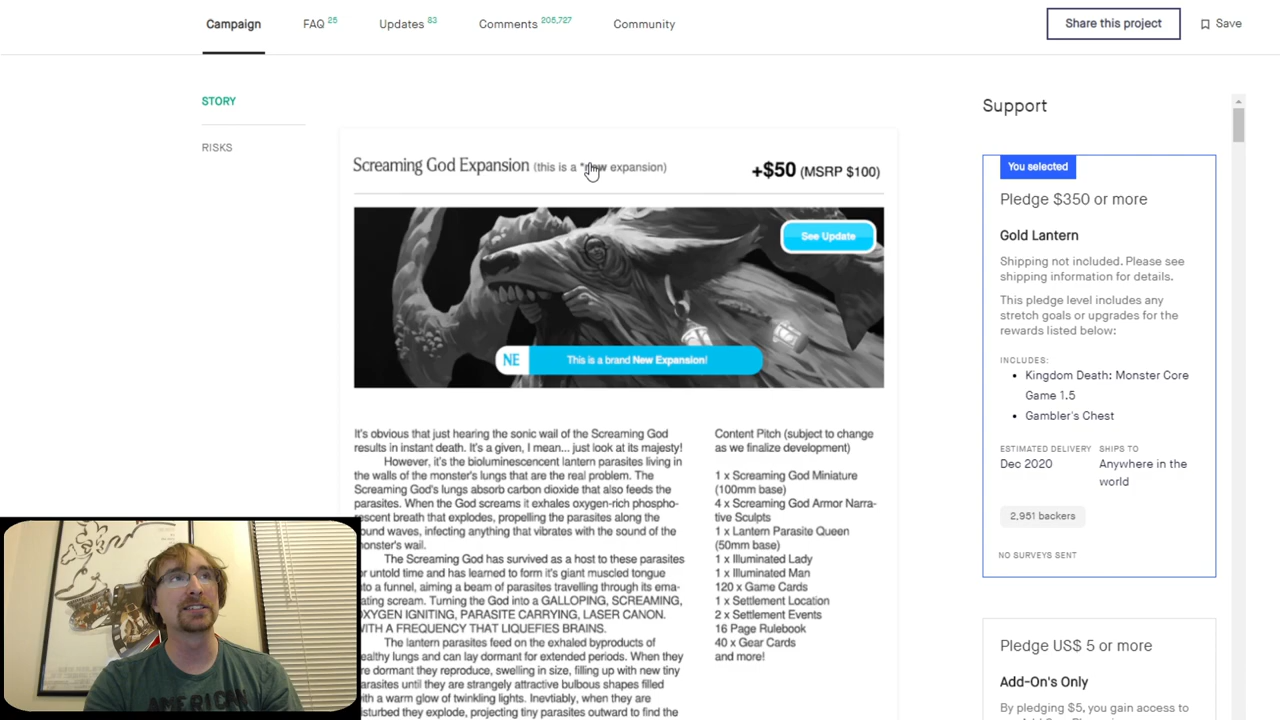 Campaign
FAQ 25
Updates 83
Comments 205,727
Community
Share this project
Save
STORY
RISKS
Screaming God Expansion (this is a *new expansion)
+$50 (MSRP $100)
See Update
NE This is a brand New Expansion!
It's obvious that just hearing the sonic wail of the Screaming God
results in instant death. It's a given, I mean... just look at its majesty!
However, it's the bioluminescencent lantern parasites living in
the walls of the monster's lungs that are the real problem. The
Screaming God's lungs absorb carbon dioxide that also feeds the
parasites. When the God screams it exhales oxygen-rich phospho-
rescent breath that explodes, propelling the parasites along the
sound waves, infecting anything that vibrates with the sound of the
monster's wail.
The Screaming God has survived as a host to these parasites
for untold time and has learned to form it's giant muscled tongue
into a funnel, aiming a beam of parasites travelling through its ema-
nating scream. Turning the God into a GALLOPING, SCREAMING,
OXYGEN IGNITING, PARASITE CARRYING, LASER CANON.
WITH A FREQUENCY THAT LIQUEFIES BRAINS.
The lantern parasites feed on the exhaled byproducts of
healthy lungs and can lay dormant for extended periods. When they
are dormant they reproduce, swelling in size, filling up with new tiny
parasites until they are strangely attractive bulbous shapes filled
with a warm glow of twinkling lights. Inevtiably, when they are
disturbed they explode, projecting tiny parasites outward to find the
Content Pitch (subject to change
as we finalize development)
1 x Screaming God Miniature
(100mm base)
4 x Screaming God Armor Narra-
tive Sculpts
1 x Lantern Parasite Queen
(50mm base)
1 x Illuminated Lady
1 x Illuminated Man
120 x Game Cards
1 x Settlement Location
2 x Settlement Events
16 Page Rulebook
40 x Gear Cards
and more!
Support
You selected
Pledge $350 or more
Gold Lantern
Shipping not included. Please see
shipping information for details.
This pledge level includes any
stretch goals or upgrades for the
rewards listed below:
INCLUDES:
• Kingdom Death: Monster Core
Game 1.5
• Gambler's Chest
ESTIMATED DELIVERY
Dec 2020
SHIPS TO
Anywhere in the
world
2,951 backers
NO SURVEYS SENT
Pledge US$ 5 or more
Add-On's Only
By pledging $5, you gain access to
AMERICAN